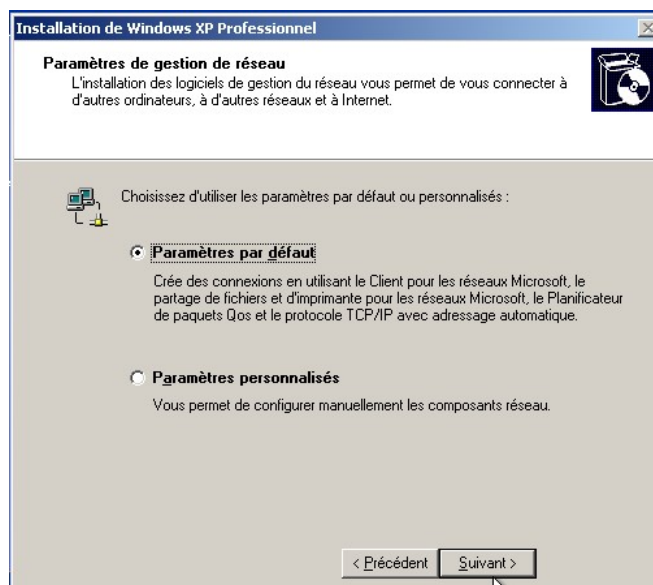 Installation de Windows XP Professionnel
Paramètres de gestion de réseau
L'installation des logiciels de gestion du réseau vous permet de vous connecter à
d'autres ordinateurs, à d'autres réseaux et à Internet.
Choisissez d'utiliser les paramètres par défaut ou personnalisés :
Paramètres par défaut
Crée des connexions en utilisant le Client pour les réseaux Microsoft, le
partage de fichiers et d'imprimante pour les réseaux Microsoft, le Planificateur
de paquets Qos et le protocole TCP/IP avec adressage automatique.
Paramètres personnalisés
Vous permet de configurer manuellement les composants réseau.
< Précédent Suivant >